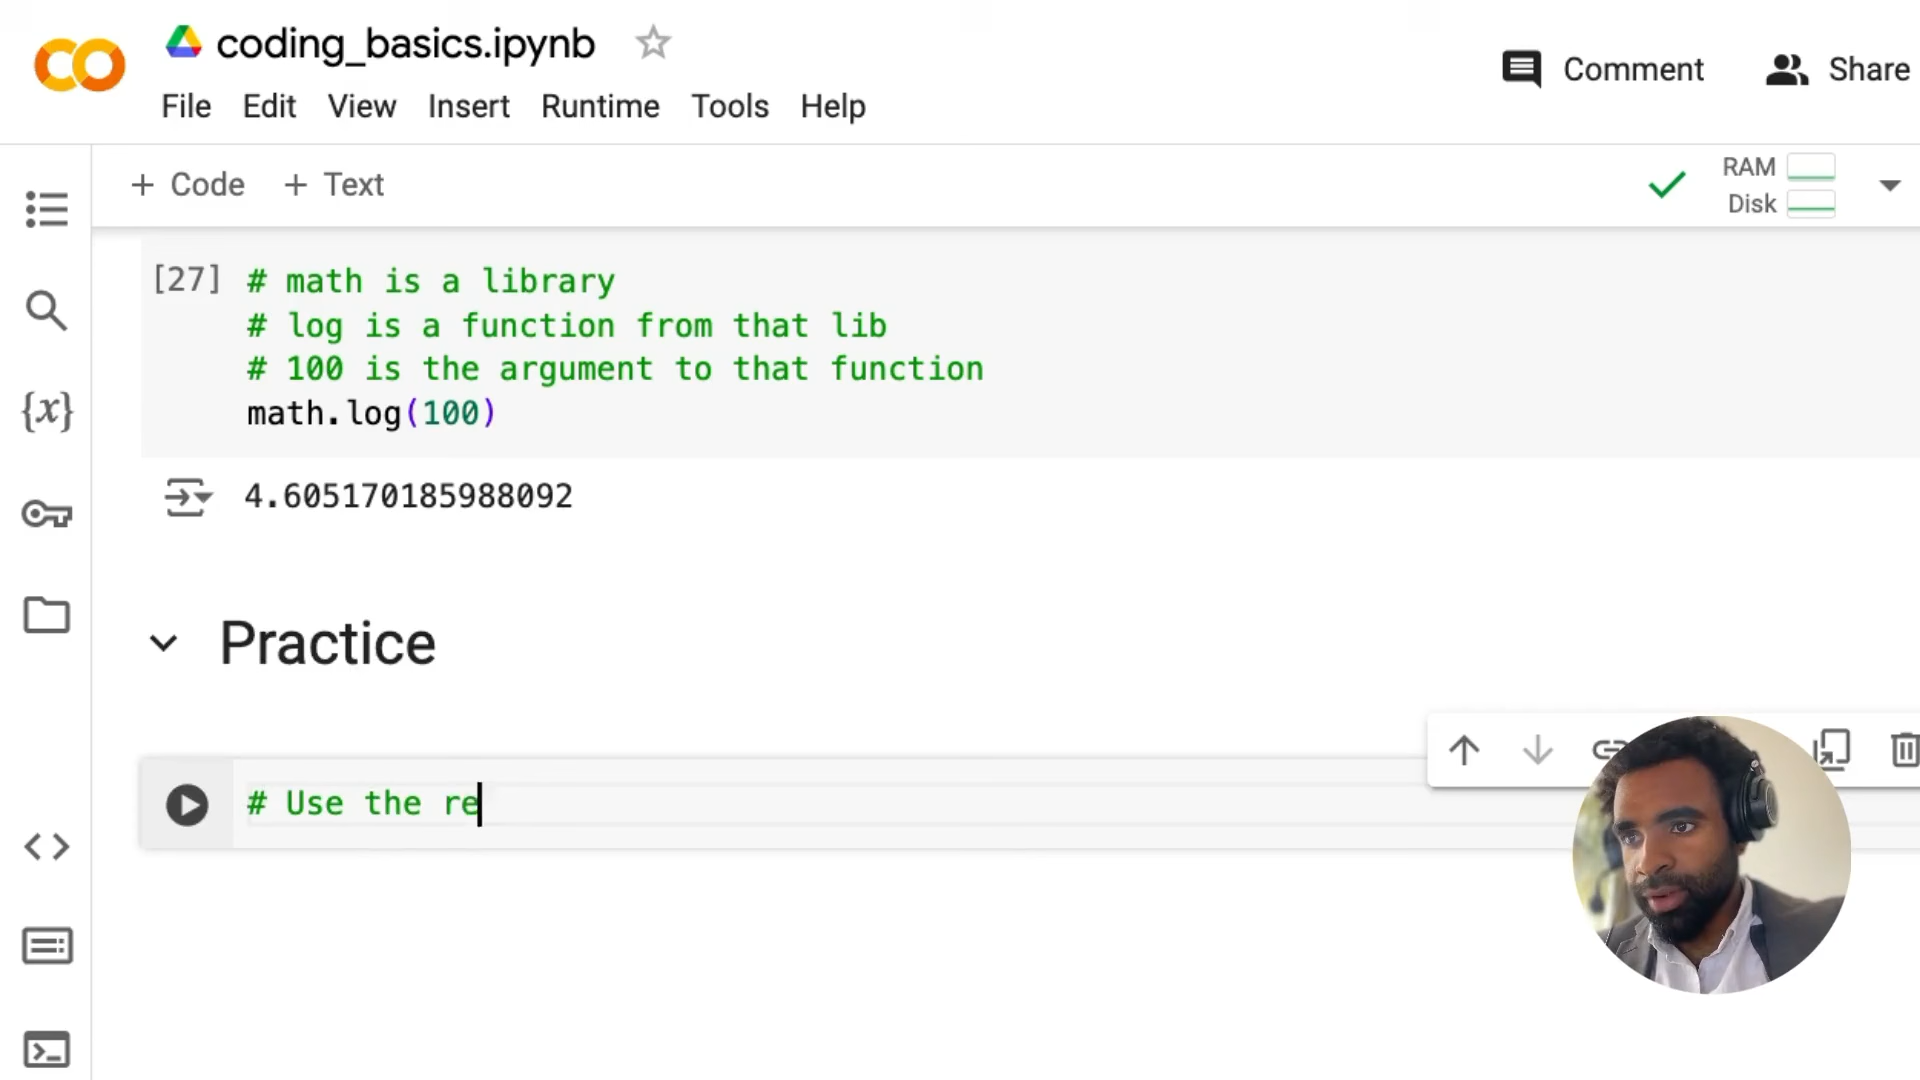 coding_basics.ipynb
Comment
Share
File Edit View Insert Runtime Tools Help
+ Code + Text
RAM
Disk
[27] # math is a library
# log is a function from that lib
# 100 is the argument to that function
math.log(100)
4.605170185988092
Practice
# Use the re